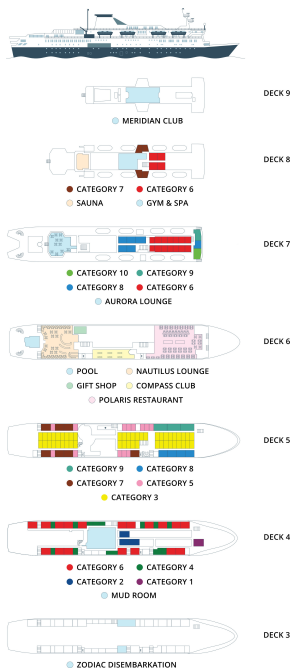 DECK 9
MERIDIAN CLUB
DECK 8
CATEGORY 7 CATEGORY 6
SAUNA GYM & SPA
DECK 7
CATEGORY 10 CATEGORY 9
CATEGORY 8 CATEGORY 6
AURORA LOUNGE
DECK 6
POOL NAUTILUS LOUNGE
GIFT SHOP COMPASS CLUB
POLARIS RESTAURANT
DECK 5
CATEGORY 9 CATEGORY 8
CATEGORY 7 CATEGORY 5
CATEGORY 3
DECK 4
CATEGORY 6 CATEGORY 4
CATEGORY 2 CATEGORY 1
MUD ROOM
DECK 3
ZODIAC DISEMBARKATION